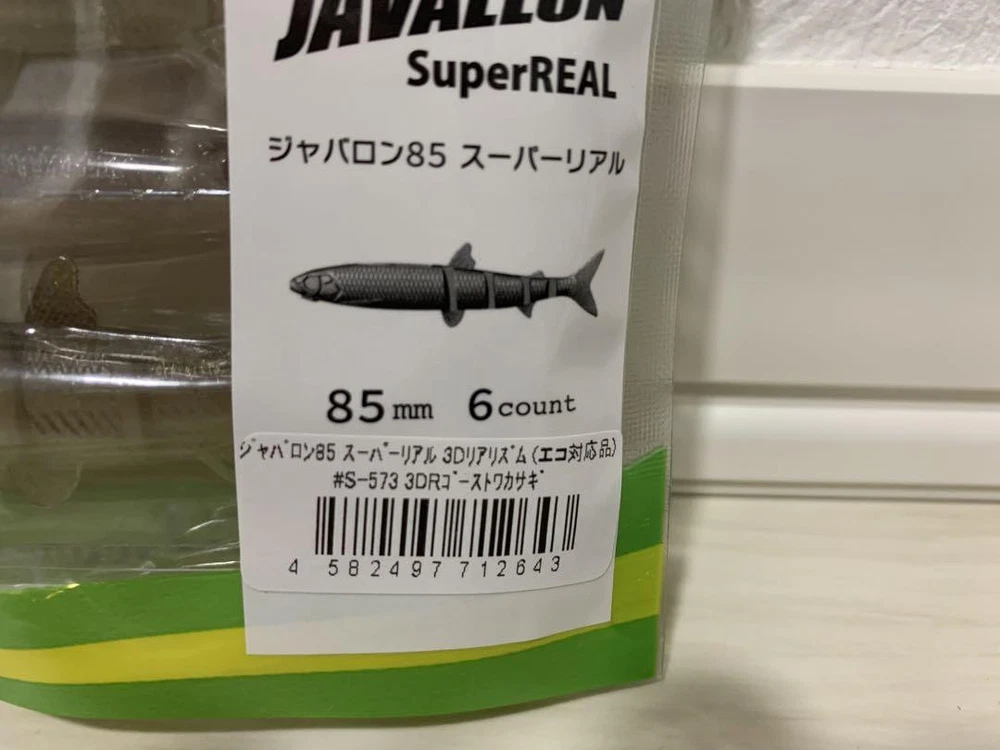 JAVALLON
SuperREAL
ジャバロン85 スーパーリアル
85mm 6count
ｼﾞｬﾊﾞﾛﾝ85 ｽｰﾊﾟｰﾘｱﾙ 3Dﾘｱﾘｽﾞﾑ (エコ対応品)
#S-573 3DRｺﾞｰｽﾄﾜｶｻｷﾞ
4 582497 712643